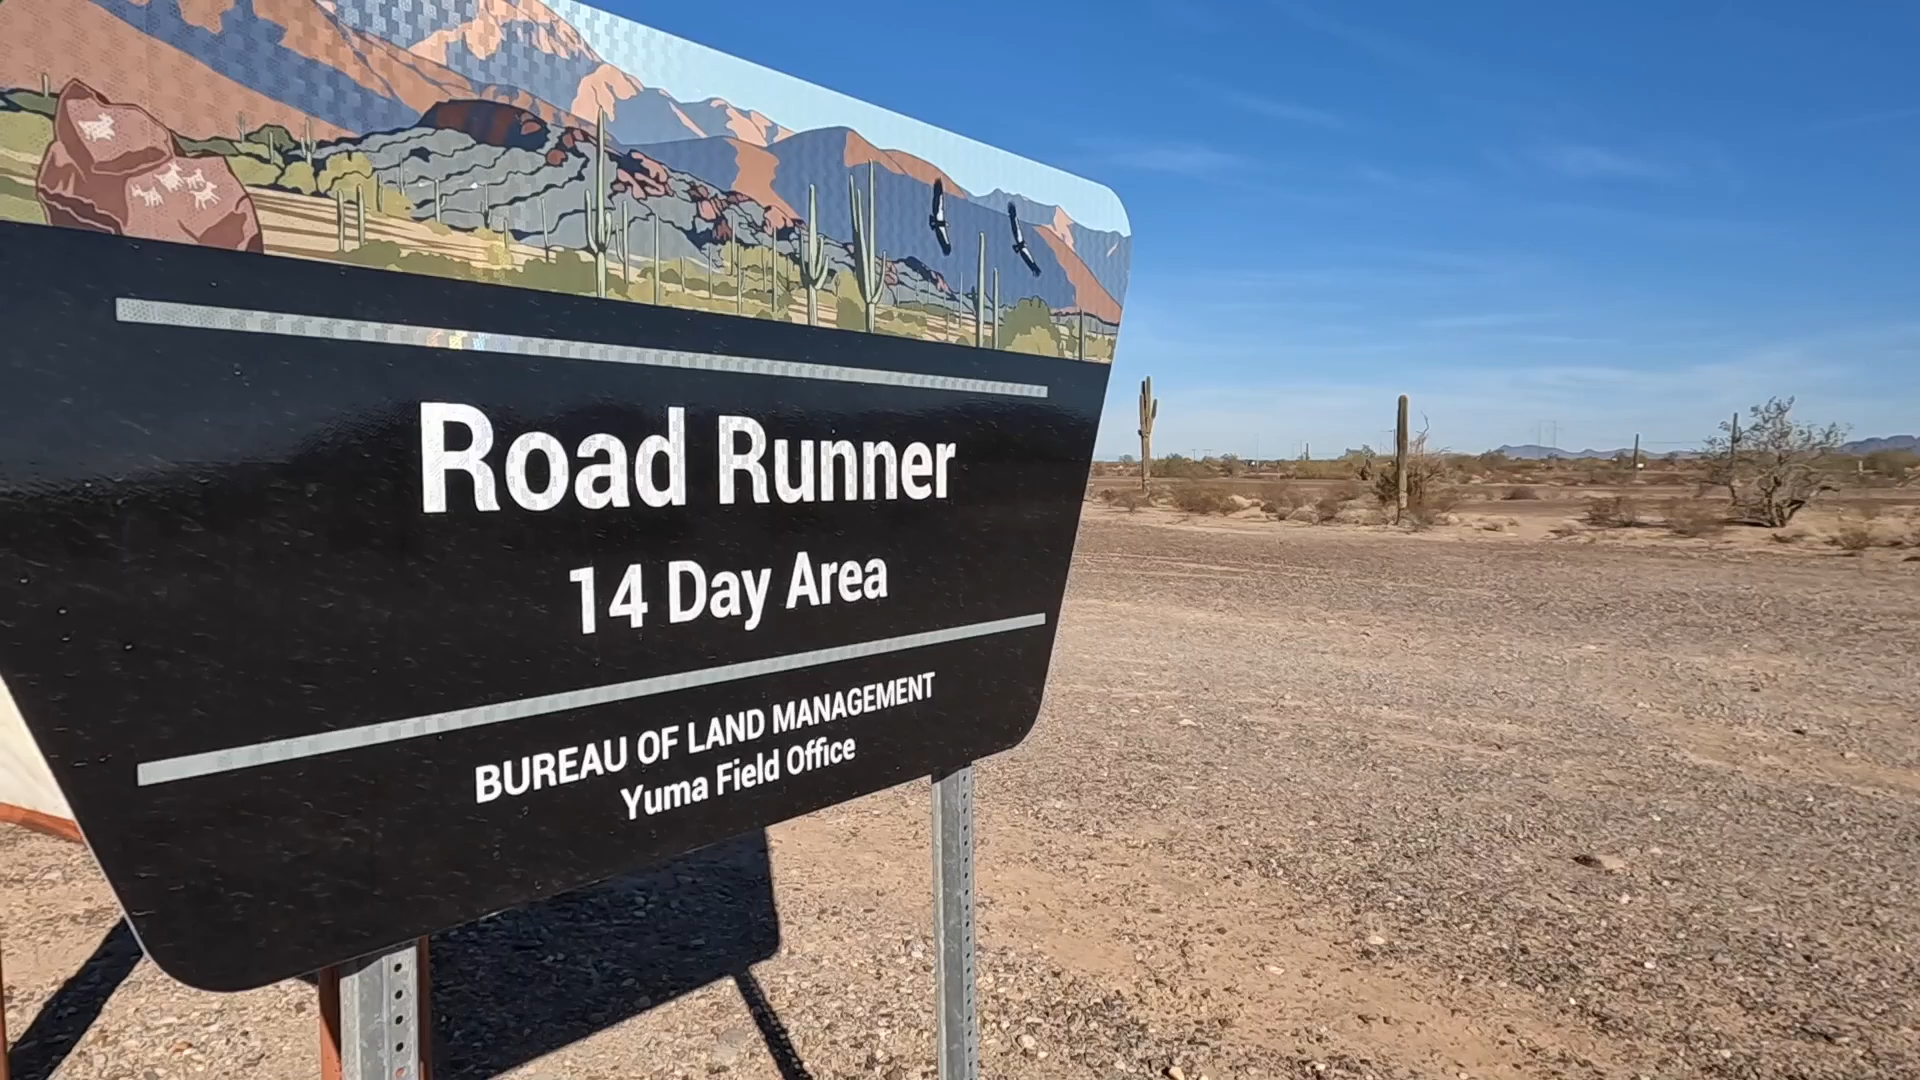 Road Runner
14 Day Area
BUREAU OF LAND MANAGEMENT
Yuma Field Office